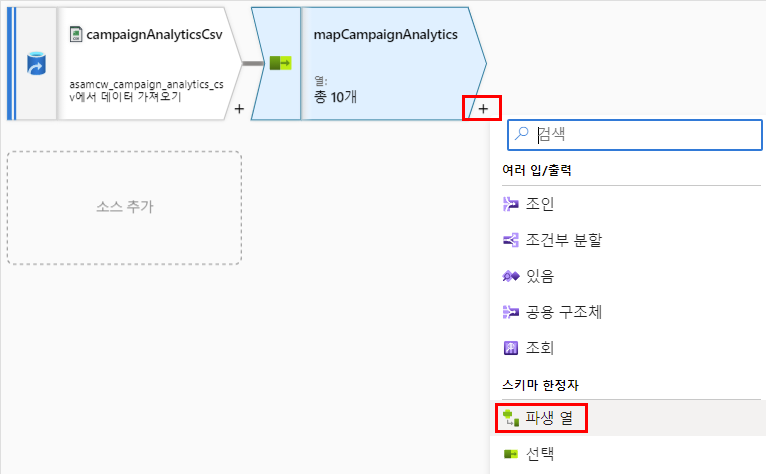 campaignAnalyticsCsv
asamcw_campaign_analytics_cs
v에서 데이터 가져오기
+
mapCampaignAnalytics
열:
총 10개
+
소스 추가
검색
여러 입/출력
조인
조건부 분할
있음
공용 구조체
조회
스키마 한정자
파생 열
선택